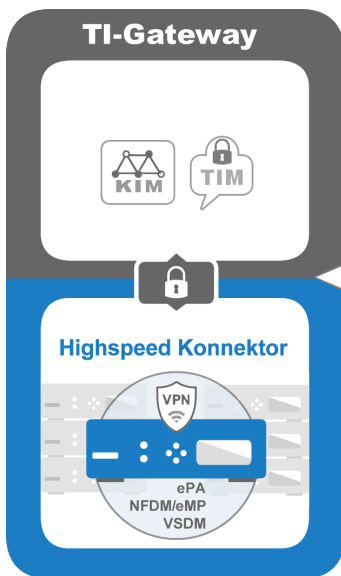 TI-Gateway
KIM
TIM
Highspeed Konnektor
VPN
ePA
NFDM/eMP
VSDM